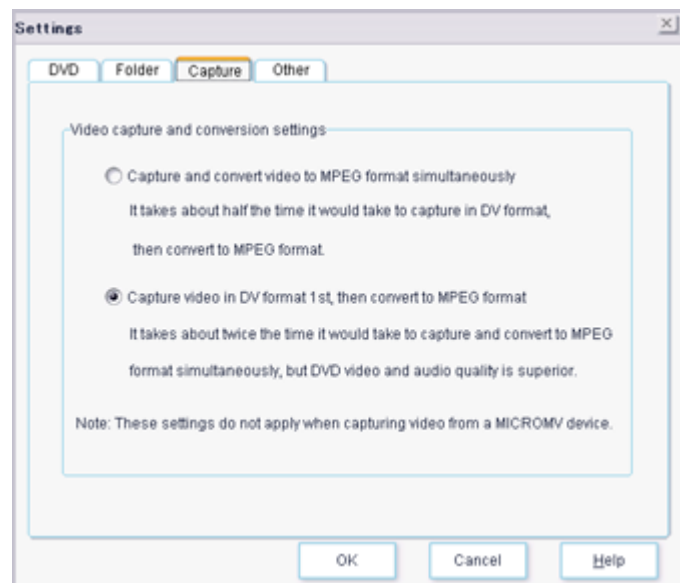 Settings
DVD Folder Capture Other
Video capture and conversion settings
Capture and convert video to MPEG format simultaneously
It takes about half the time it would take to capture in DV format,
then convert to MPEG format.
Capture video in DV format 1st, then convert to MPEG format
It takes about twice the time it would take to capture and convert to MPEG
format simultaneously, but DVD video and audio quality is superior.
Note: These settings do not apply when capturing video from a MICROMV device.
OK Cancel Help